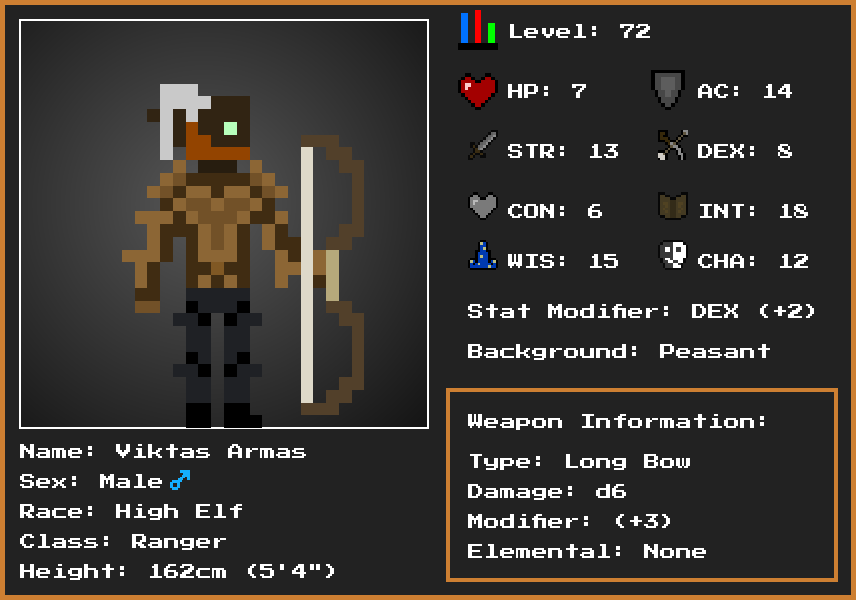 Level: 72
HP: 7
AC: 14
STR: 13
DEX: 8
CON: 6
INT: 18
WIS: 15
CHA: 12
Stat Modifier: DEX (+2)
Background: Peasant
Weapon Information:
Type: Long Bow
Damage: d6
Modifier: (+3)
Elemental: None
Name: Viktas Armas
Sex: Male ♂
Race: High Elf
Class: Ranger
Height: 162cm (5'4")